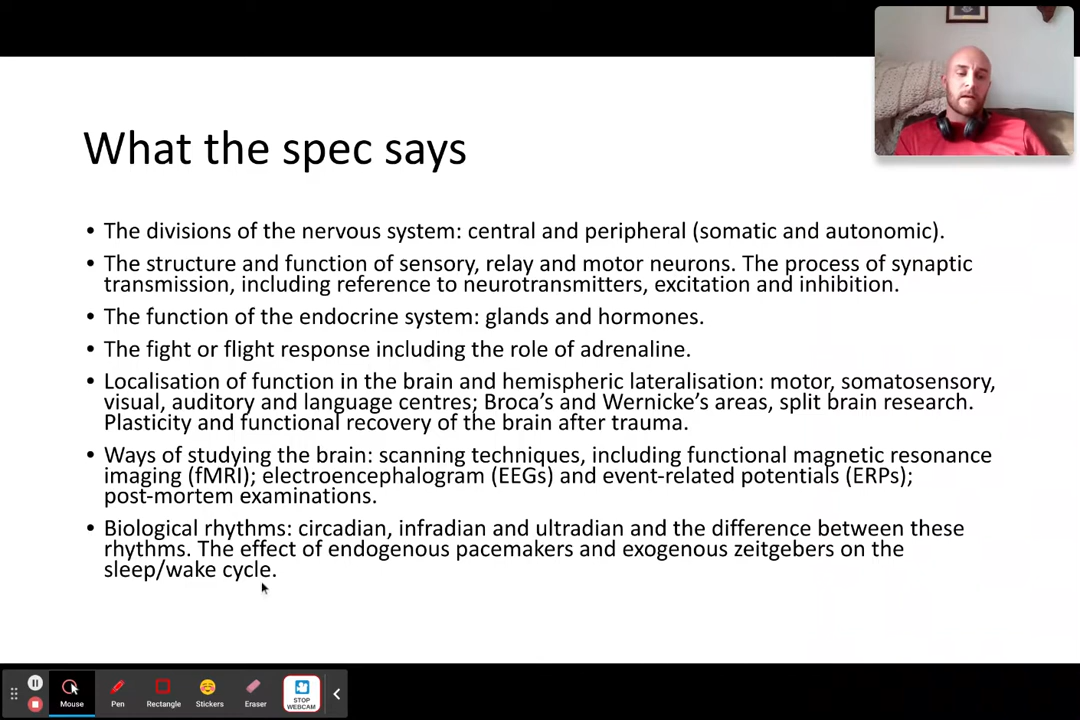 What the spec says
• The divisions of the nervous system: central and peripheral (somatic and autonomic).
• The structure and function of sensory, relay and motor neurons. The process of synaptic
transmission, including reference to neurotransmitters, excitation and inhibition.
• The function of the endocrine system: glands and hormones.
• The fight or flight response including the role of adrenaline.
• Localisation of function in the brain and hemispheric lateralisation: motor, somatosensory,
visual, auditory and language centres; Broca’s and Wernicke’s areas, split brain research.
Plasticity and functional recovery of the brain after trauma.
• Ways of studying the brain: scanning techniques, including functional magnetic resonance
imaging (fMRI); electroencephalogram (EEGs) and event-related potentials (ERPs);
post-mortem examinations.
• Biological rhythms: circadian, infradian and ultradian and the difference between these
rhythms. The effect of endogenous pacemakers and exogenous zeitgebers on the
sleep/wake cycle.
Mouse
Pen
Rectangle
Stickers
Eraser
STOP
WEBCAM